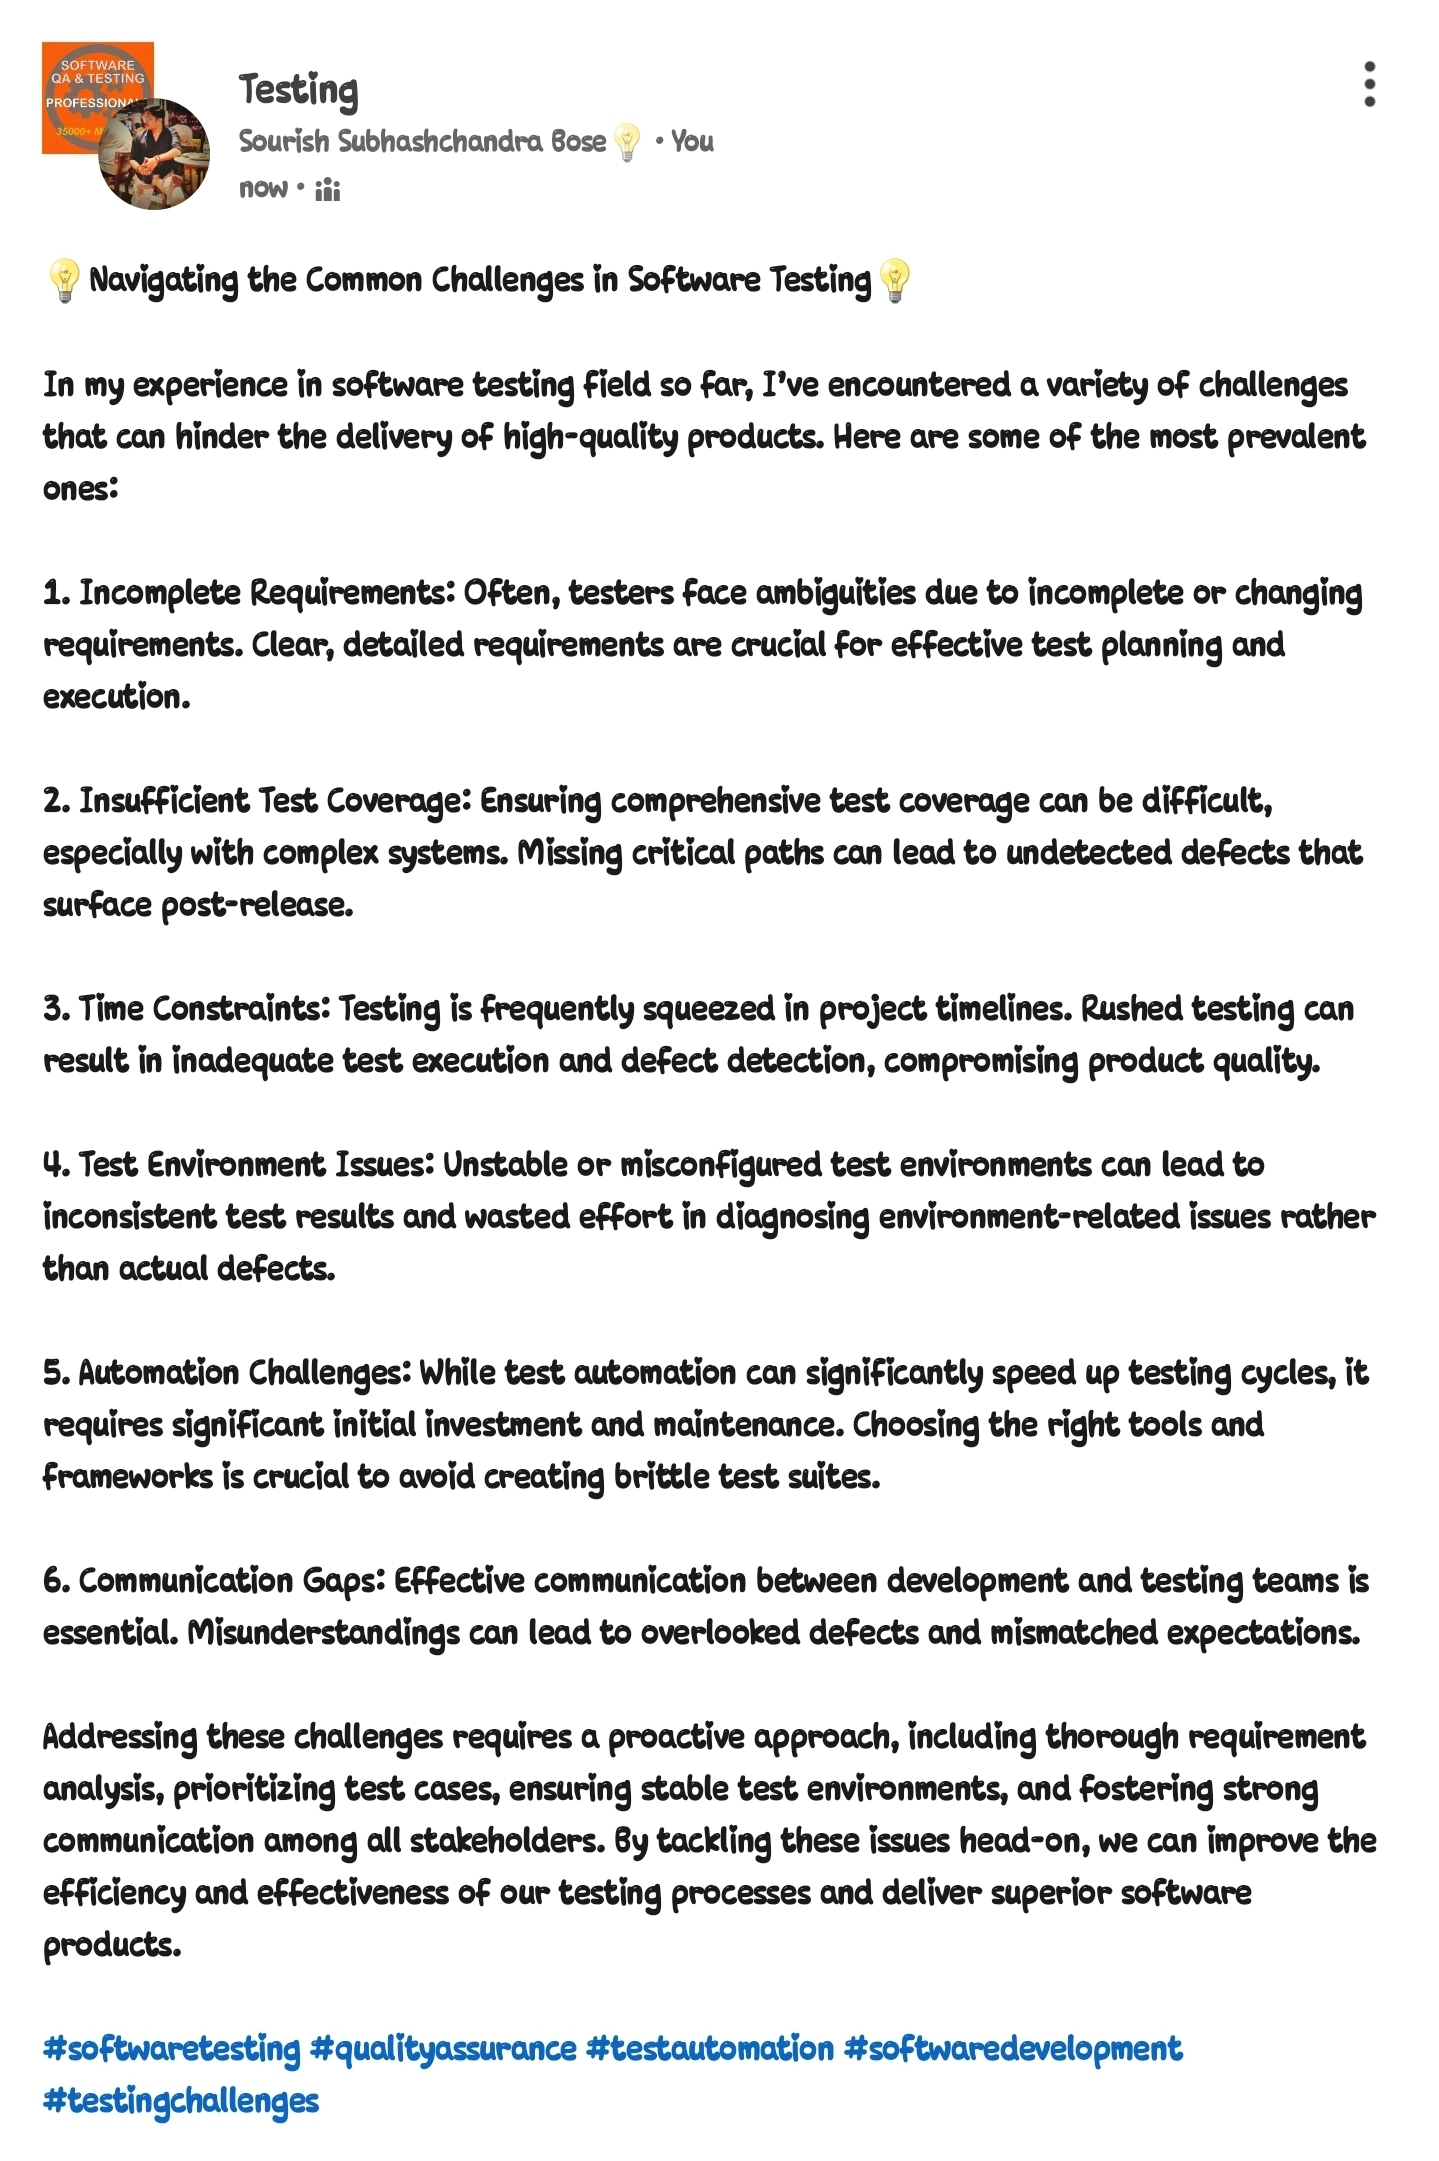 SOFTWARE
QA & TESTING
PROFESSIONA
35000+ M
Testing
Sourish Subhashchandra Bose💡 • You
now •
💡Navigating the Common Challenges in Software Testing💡
In my experience in software testing field so far, I've encountered a variety of challenges
that can hinder the delivery of high-quality products. Here are some of the most prevalent
ones:
1. Incomplete Requirements: Often, testers face ambiguities due to incomplete or changing
requirements. Clear, detailed requirements are crucial for effective test planning and
execution.
2. Insufficient Test Coverage: Ensuring comprehensive test coverage can be difficult,
especially with complex systems. Missing critical paths can lead to undetected defects that
surface post-release.
3. Time Constraints: Testing is frequently squeezed in project timelines. Rushed testing can
result in inadequate test execution and defect detection, compromising product quality.
4. Test Environment Issues: Unstable or misconfigured test environments can lead to
inconsistent test results and wasted effort in diagnosing environment-related issues rather
than actual defects.
5. Automation Challenges: While test automation can significantly speed up testing cycles, it
requires significant initial investment and maintenance. Choosing the right tools and
frameworks is crucial to avoid creating brittle test suites.
6. Communication Gaps: Effective communication between development and testing teams is
essential. Misunderstandings can lead to overlooked defects and mismatched expectations.
Addressing these challenges requires a proactive approach, including thorough requirement
analysis, prioritizing test cases, ensuring stable test environments, and fostering strong
communication among all stakeholders. By tackling these issues head-on, we can improve the
efficiency and effectiveness of our testing processes and deliver superior software
products.
#softwaretesting #qualityassurance #testautomation #softwaredevelopment
#testingchallenges